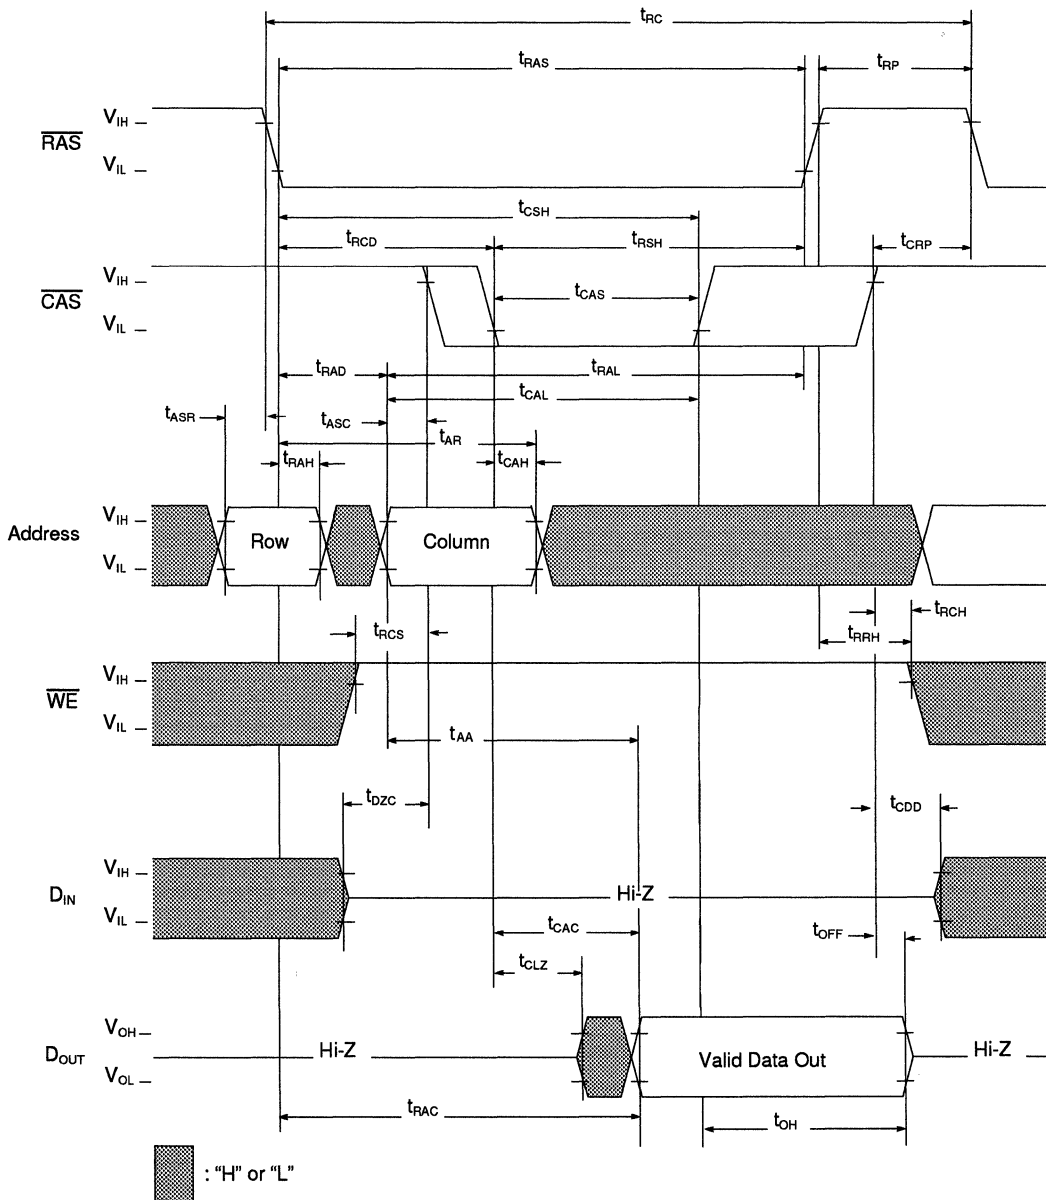 tRC
tRAS
tRP
RAS
VIH
VIL
tCSH
tRCD
tRSH
tCRP
CAS
VIH
VIL
tCAS
tRAD
tRAL
tCAL
tASR
tASC
tAR
tRAH
tCAH
Address
VIH
VIL
Row
Column
tRCS
tRCH
tRRH
WE
VIH
VIL
tAA
tDZC
tCDD
DIN
VIH
VIL
Hi-Z
tCAC
tOFF
tCLZ
DOUT
VOH
VOL
Hi-Z
Valid Data Out
Hi-Z
tRAC
tOH
: “H” or “L”